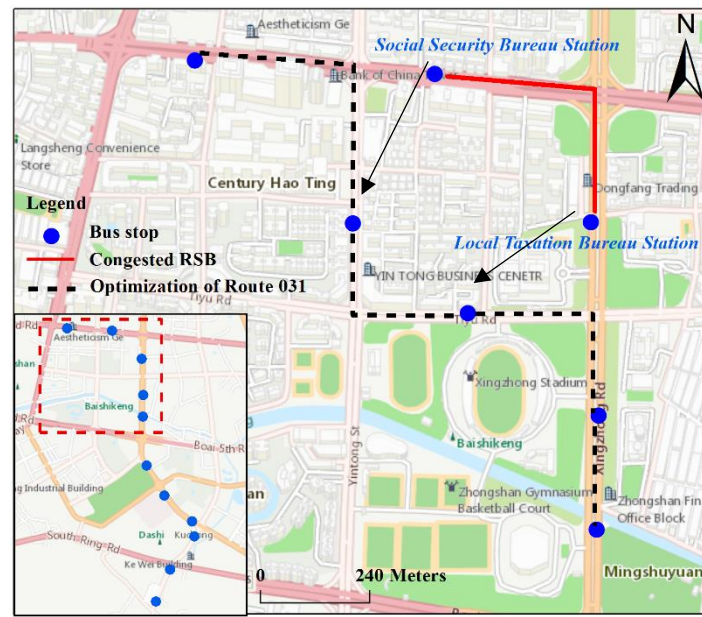 Aestheticism Ge
N
Social Security Bureau Station
Bank of China
Langsheng Convenience
Store
Century Hao Ting
Dongfang Trading
Legend
Bus stop
Local Taxation Bureau Station
Congested RSB
YIN TONG BUSINESS CENETR
Optimization of Route 031
Tiyu Rd
Tiyu Rd
Aestheticism Ge
Xingzhong Stadium
Xingzhong Rd
Baishikeng
Baishikeng
Boai 5th R
Yintong St
Zhongshan Gymnasium
Basketball Court
Zhongshan Fin
Office Block
g Industrial Building
Dashi
South Ring Rd
Ke Wei Building
0 240 Meters
Mingshuyuan